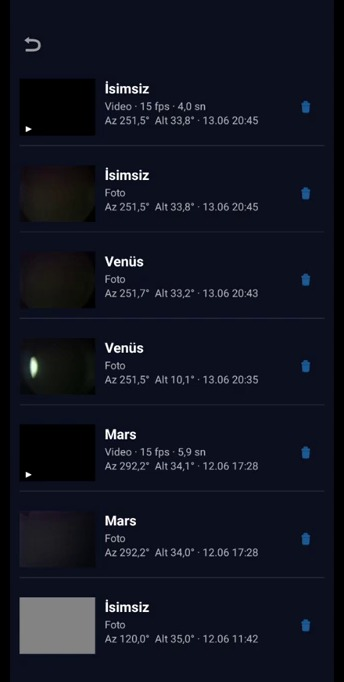 İsimsiz
Video · 15 fps · 4,0 sn
Az 251,5° Alt 33,8° · 13.06 20:45
İsimsiz
Foto
Az 251,5° Alt 33,8° · 13.06 20:45
Venüs
Foto
Az 251,7° Alt 33,2° · 13.06 20:43
Venüs
Foto
Az 251,5° Alt 10,1° · 13.06 20:35
Mars
Video · 15 fps · 5,9 sn
Az 292,2° Alt 34,1° · 12.06 17:28
Mars
Foto
Az 292,2° Alt 34,0° · 12.06 17:28
İsimsiz
Foto
Az 120,0° Alt 35,0° · 12.06 11:42